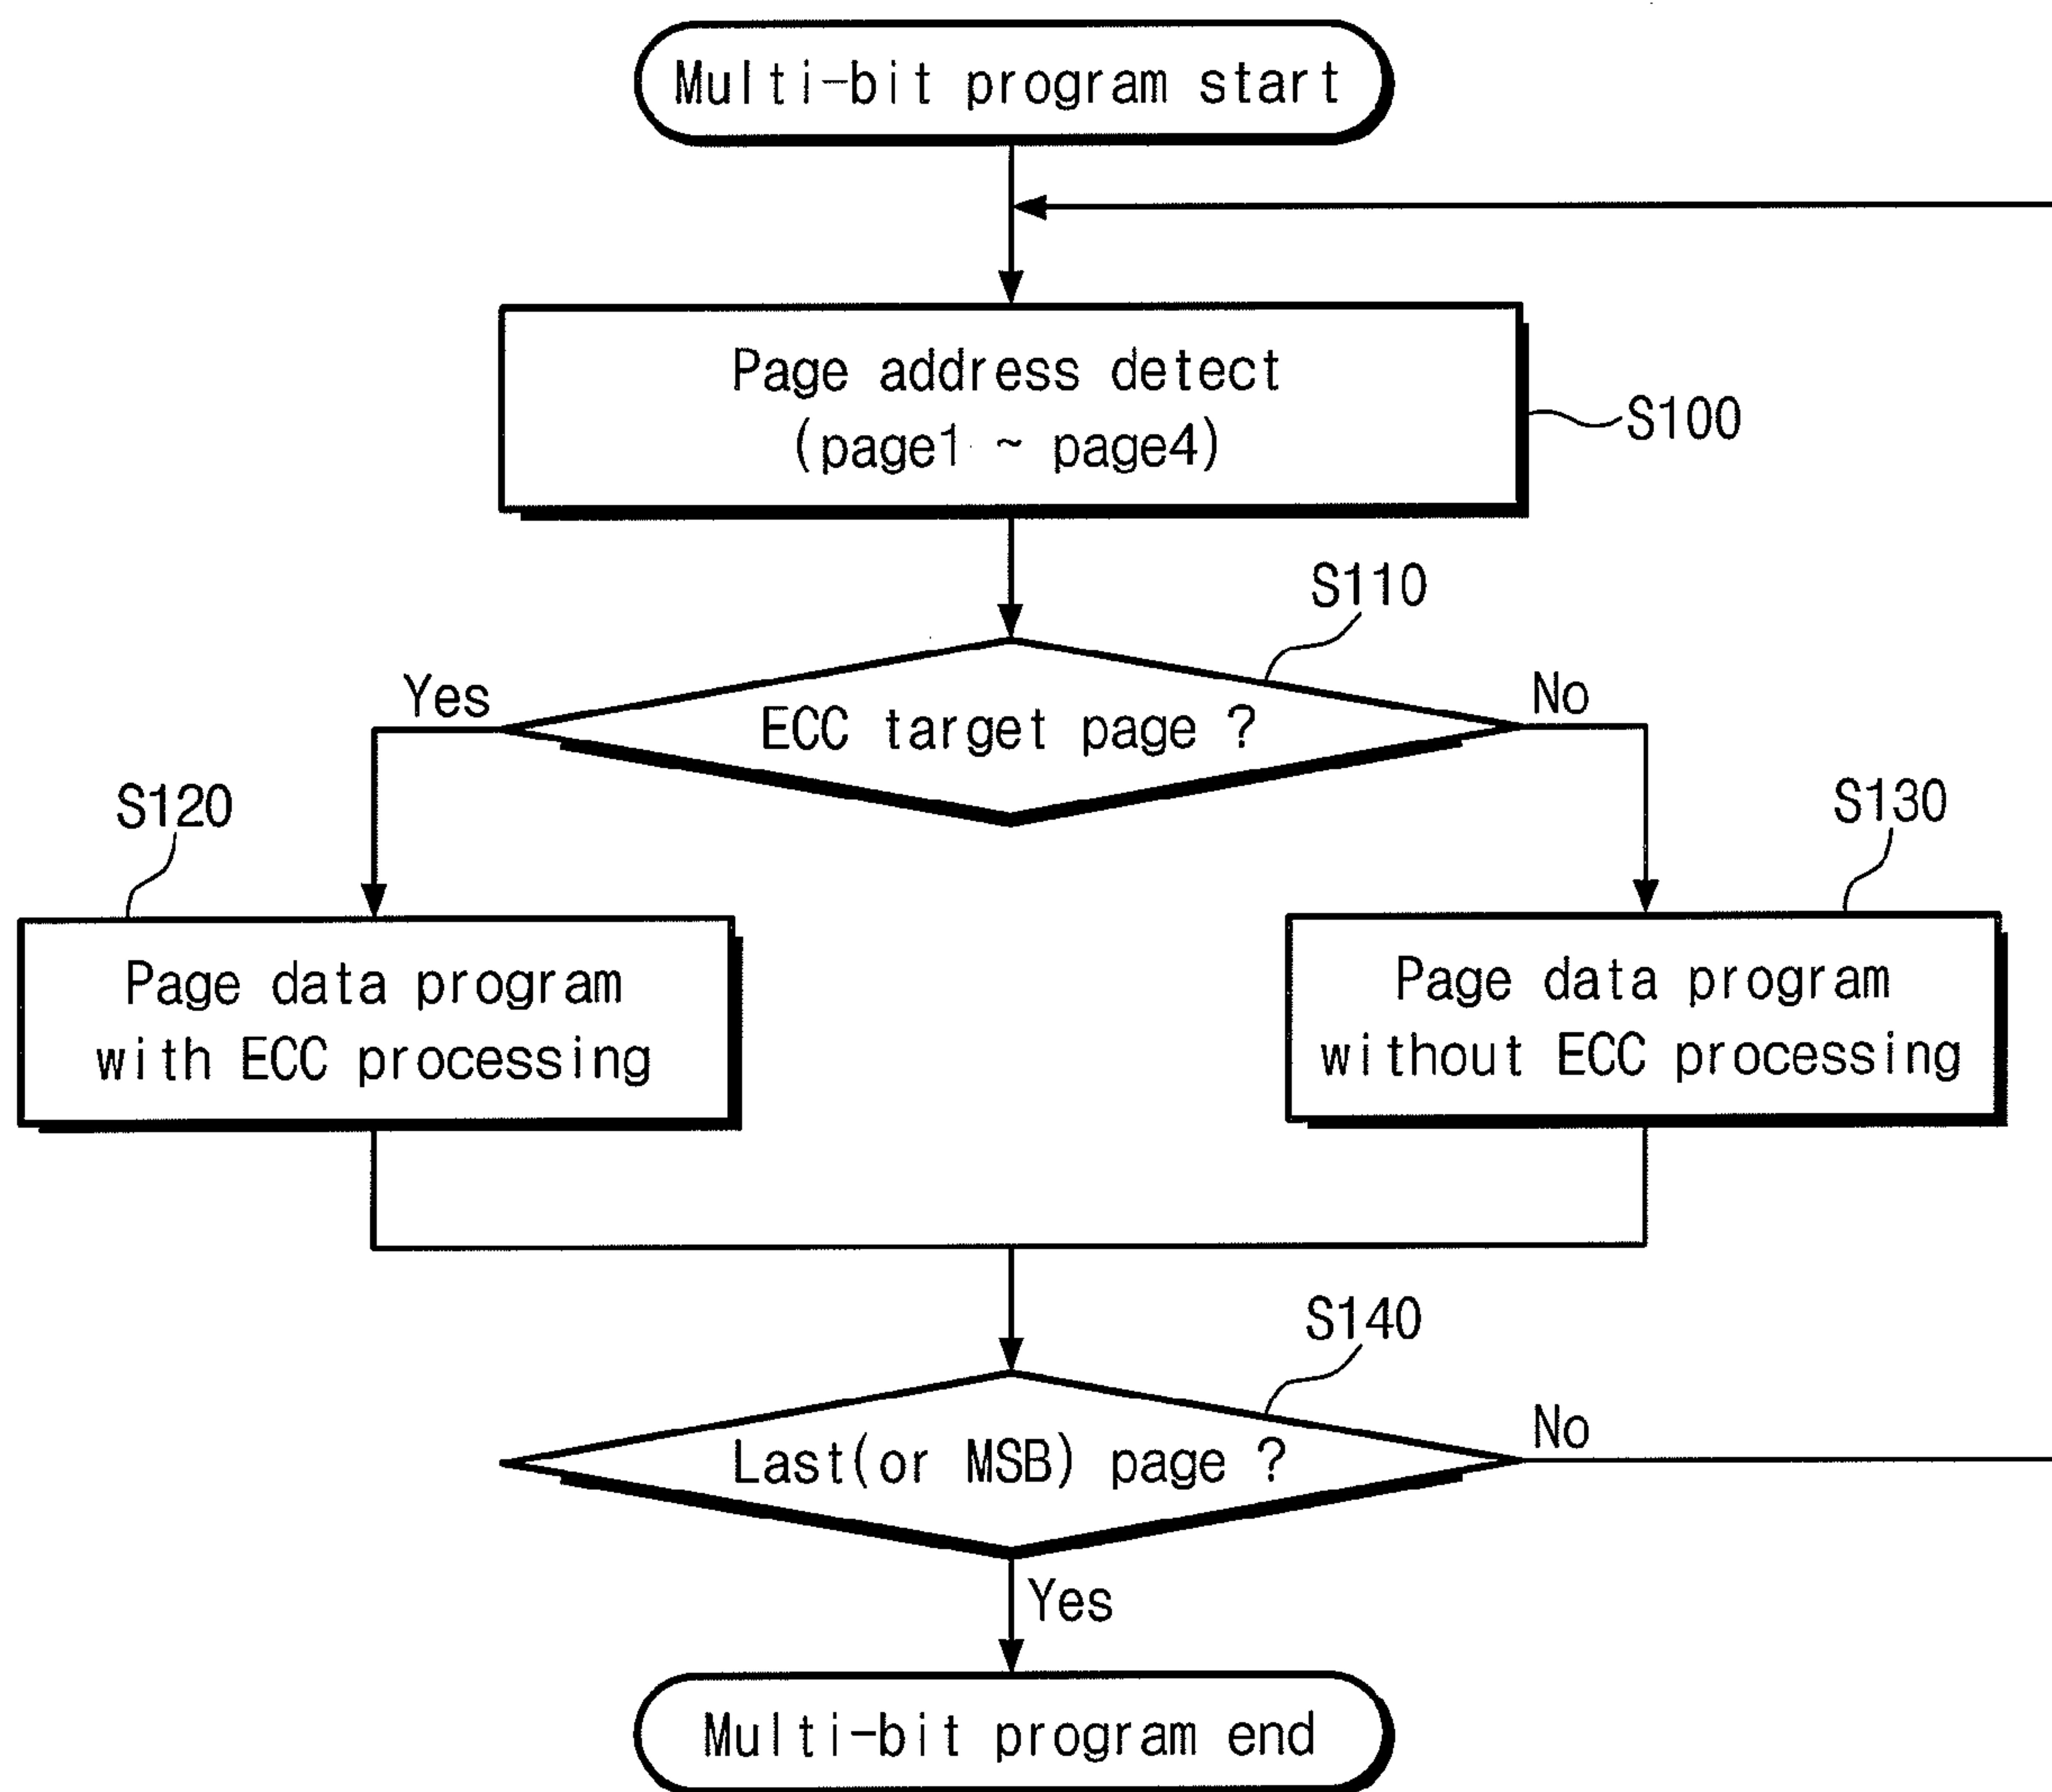 Multi-bit program start
Page address detect
(page1 ~ page4)
S100
S110
Yes
No
ECC target page ?
S120
S130
Page data program
with ECC processing
Page data program
without ECC processing
S140
No
Last(or MSB) page ?
Yes
Multi-bit program end